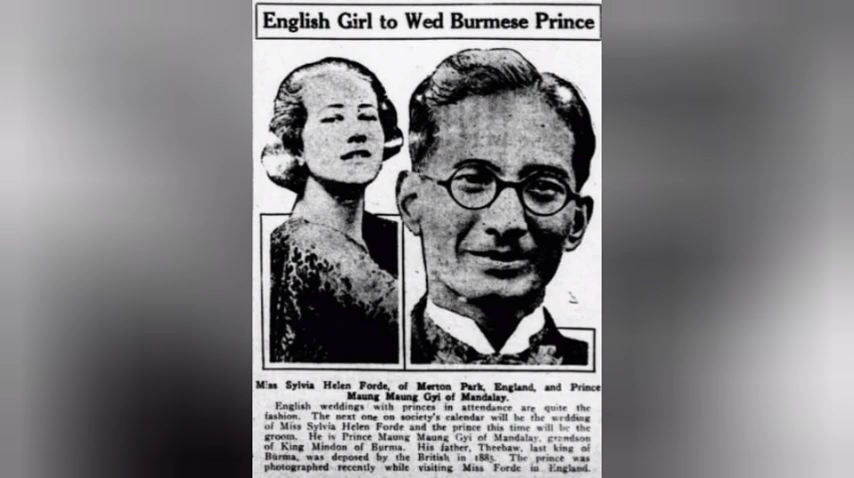 English Girl to Wed Burmese Prince
Miss Sylvia Helen Forde, of Merton Park, England, and Prince
Maung Maung Gyi of Mandalay.
English weddings with princes in attendance are quite the
fashion. The next one on society's calendar will be the wedding
of Miss Sylvia Helen Forde and the prince this time will be the
groom. He is Prince Maung Maung Gyi of Mandalay, grandson
of King Mindon of Burma. His father, Theehaw, last king of
Burma, was deposed by the British in 1885. The prince was
photographed recently while visiting Miss Forde in England.